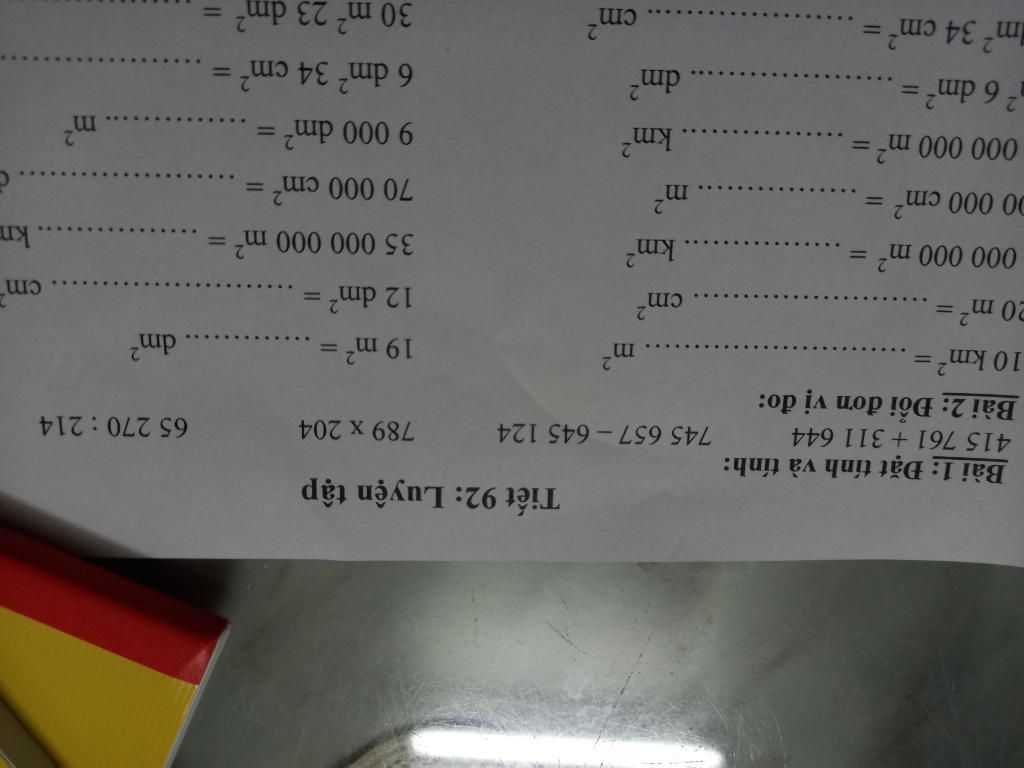 Tiết 92: Luyện tập
Bài 1: Đặt tính và tính:
415 761 + 311 644 745 657 – 645 124 789 x 204 65 270 : 214
Bài 2: Đổi đơn vị đo:
10 km² = .......................... m² 19 m² = ............. dm²
20 m² = ........................ cm² 12 dm² = ......................... cm²
000 000 m² = ................ km² 35 000 000 m² = ................. km
000 cm² = ................ m² 70 000 cm² = ......................
000 000 m² = ................. km² 9 000 dm² = ............... m²
6 dm² = ..................... dm² 6 dm² 34 cm² = .....................
dm² 34 cm² = ..................... cm² 30 m² 23 dm² = .....................